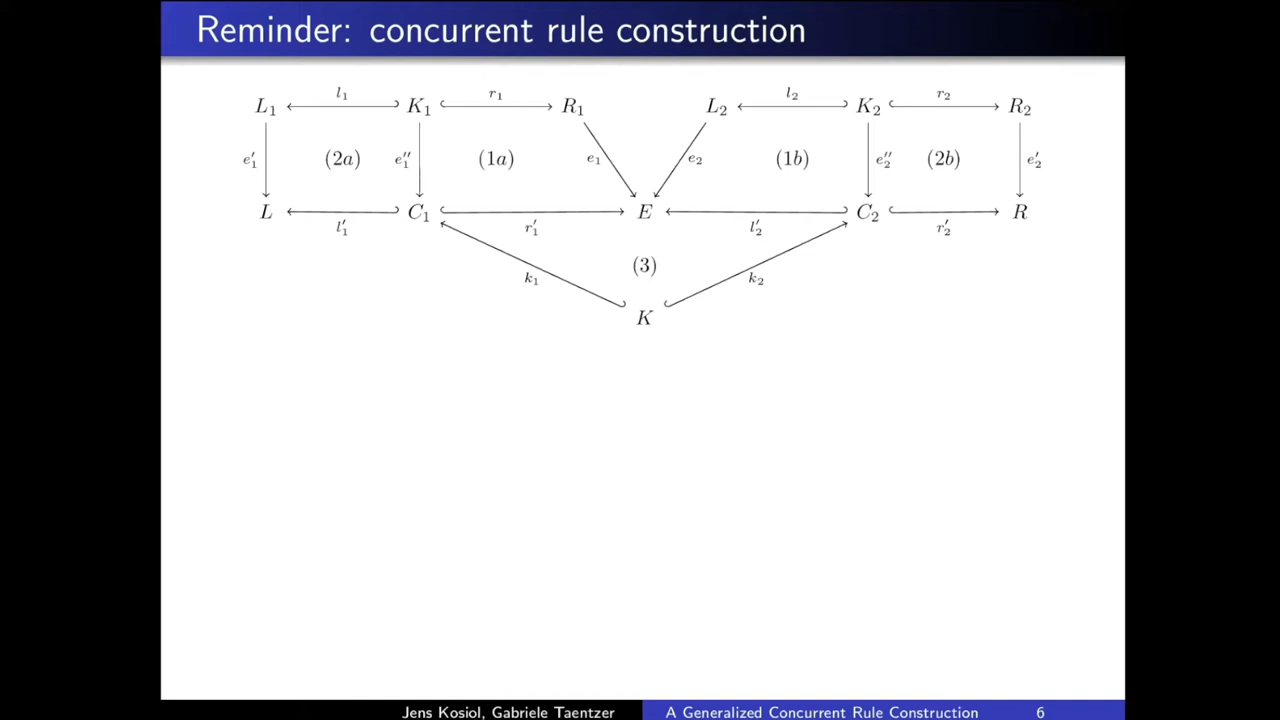 Reminder: concurrent rule construction
l₁ r₁ l₂ r₂
L₁ K₁ R₁ L₂ K₂ R₂
e′₁ (2a) e″₁ (1a) e₁ e₂ (1b) e″₂ (2b) e′₂
L C₁ E C₂ R
l′₁ r′₁ l′₂ r′₂
(3)
k₁ k₂
K
Jens Kosiol, Gabriele Taentzer A Generalized Concurrent Rule Construction 6